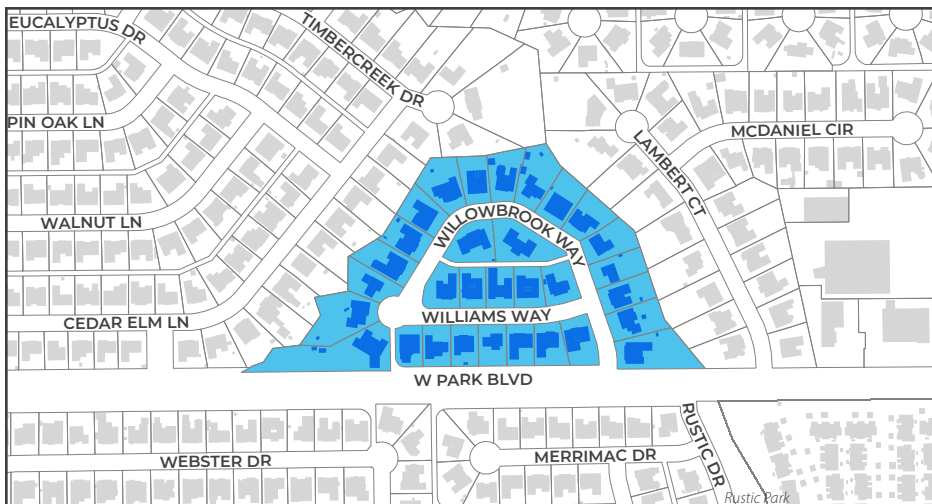 EUCALYPTUS DR
TIMBERCREEK DR
PIN OAK LN
MCDANIEL CIR
LAMBERT CT
WALNUT LN
WILLOWBROOK WAY
CEDAR ELM LN
WILLIAMS WAY
W PARK BLVD
RUSTIC DR
WEBSTER DR
MERRIMAC DR
Rustic Park